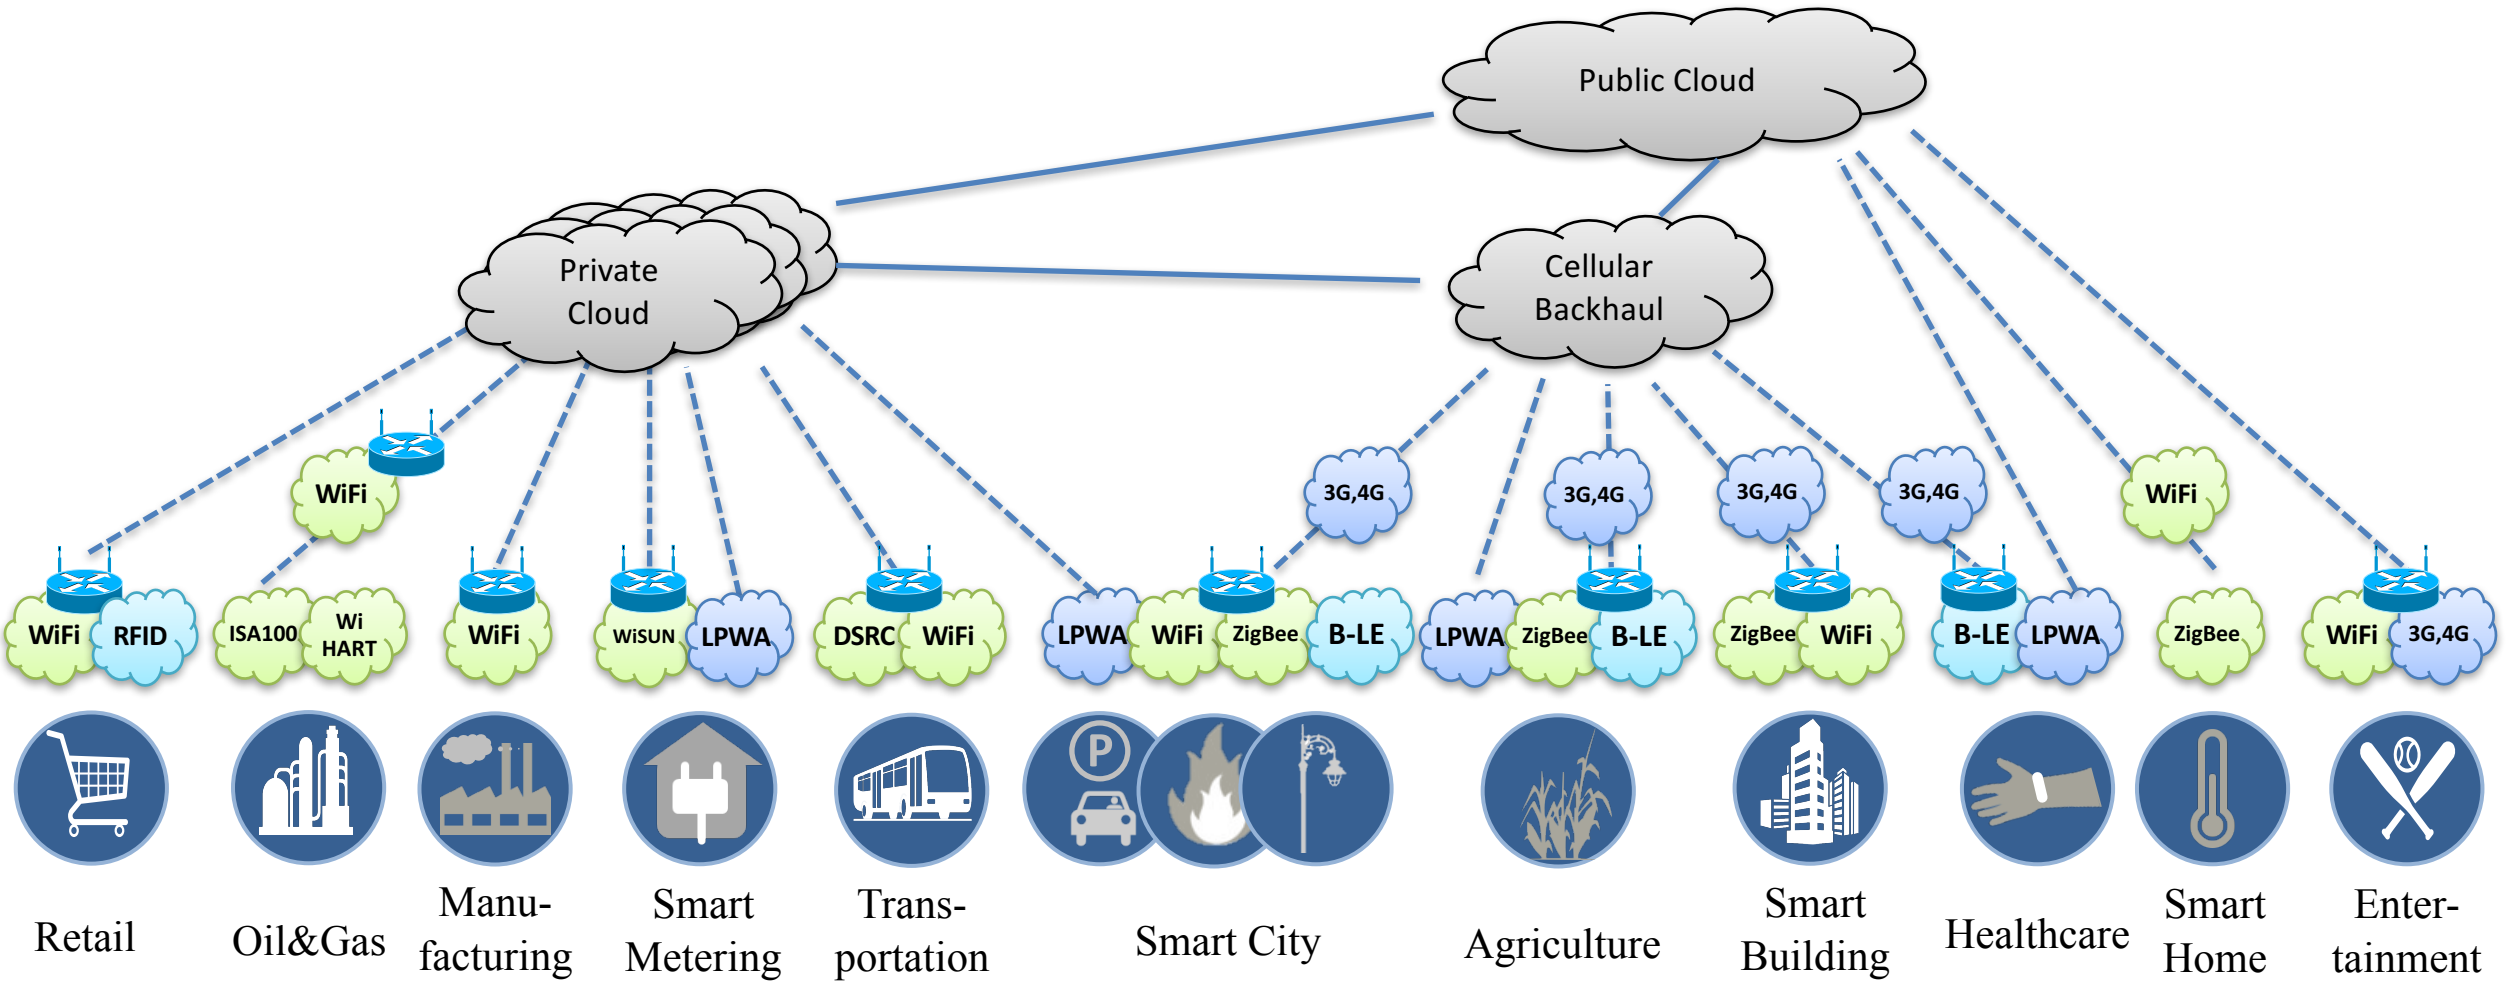 Public Cloud
Private
Cloud
Cellular
Backhaul
WiFi
3G,4G
3G,4G
3G,4G
3G,4G
WiFi
WiFi
RFID
ISA100
Wi
HART
WiFi
WiSUN
LPWA
DSRC
WiFi
LPWA
WiFi
ZigBee
B-LE
LPWA
ZigBee
B-LE
ZigBee
WiFi
B-LE
LPWA
ZigBee
WiFi
3G,4G
P
Retail
Oil&Gas
Manu-
facturing
Smart
Metering
Trans-
portation
Smart City
Agriculture
Smart
Building
Healthcare
Smart
Home
Enter-
tainment